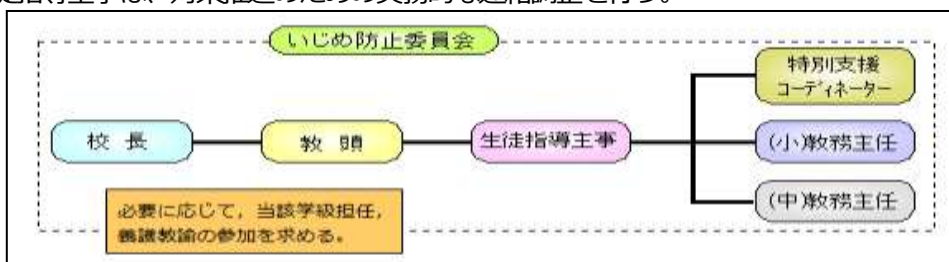 いじめ防止委員会
特別支援
コーディネーター
校 長
教 頭
生徒指導主事
(小)教務主任
(中)教務主任
必要に応じて，当該学級担任，
養護教諭の参加を求める。